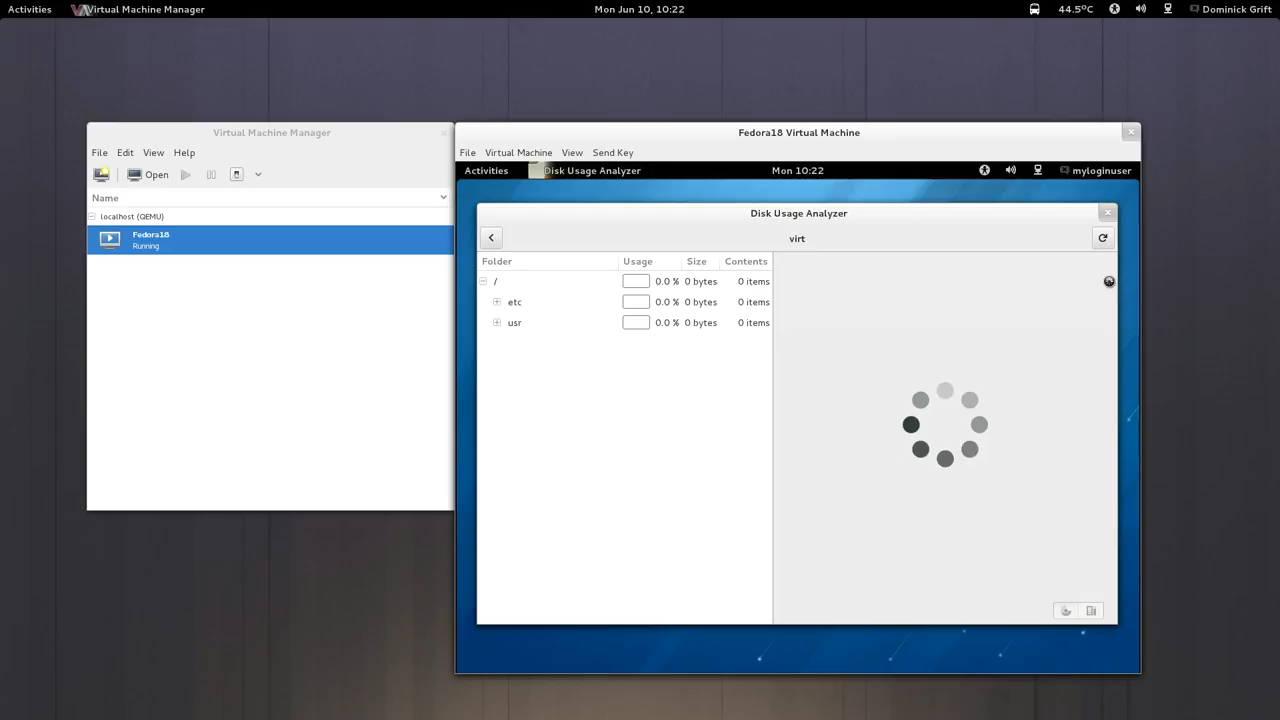 Activities Virtual Machine Manager Mon Jun 10, 10:22 44.5°C Dominick Grift
Virtual Machine Manager
File Edit View Help
Open
Name
localhost (QEMU)
Fedora18
Running
Fedora18 Virtual Machine
File Virtual Machine View Send Key
Activities Disk Usage Analyzer Mon 10:22 myloginuser
Disk Usage Analyzer
virt
Folder Usage Size Contents
/ 0.0 % 0 bytes 0 items
etc 0.0 % 0 bytes 0 items
usr 0.0 % 0 bytes 0 items